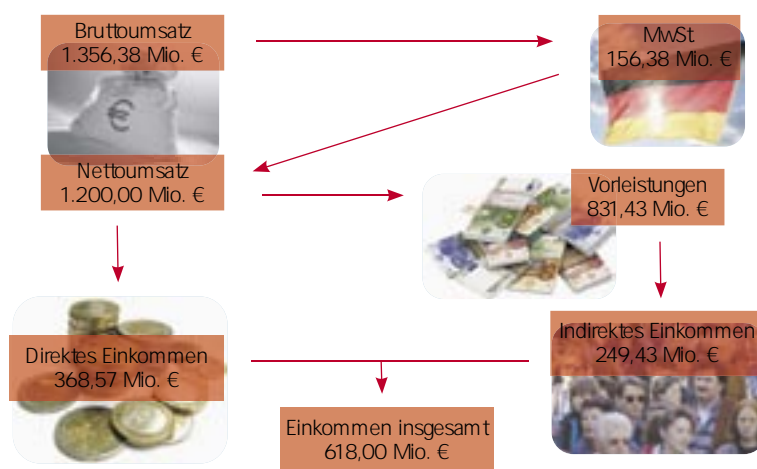 Bruttoumsatz
1.356,38 Mio. €
MwSt
156,38 Mio. €
€
Nettoumsatz
1.200,00 Mio. €
Vorleistungen
831,43 Mio. €
Direktes Einkommen
368,57 Mio. €
Indirektes Einkommen
249,43 Mio. €
Einkommen insgesamt
618,00 Mio. €